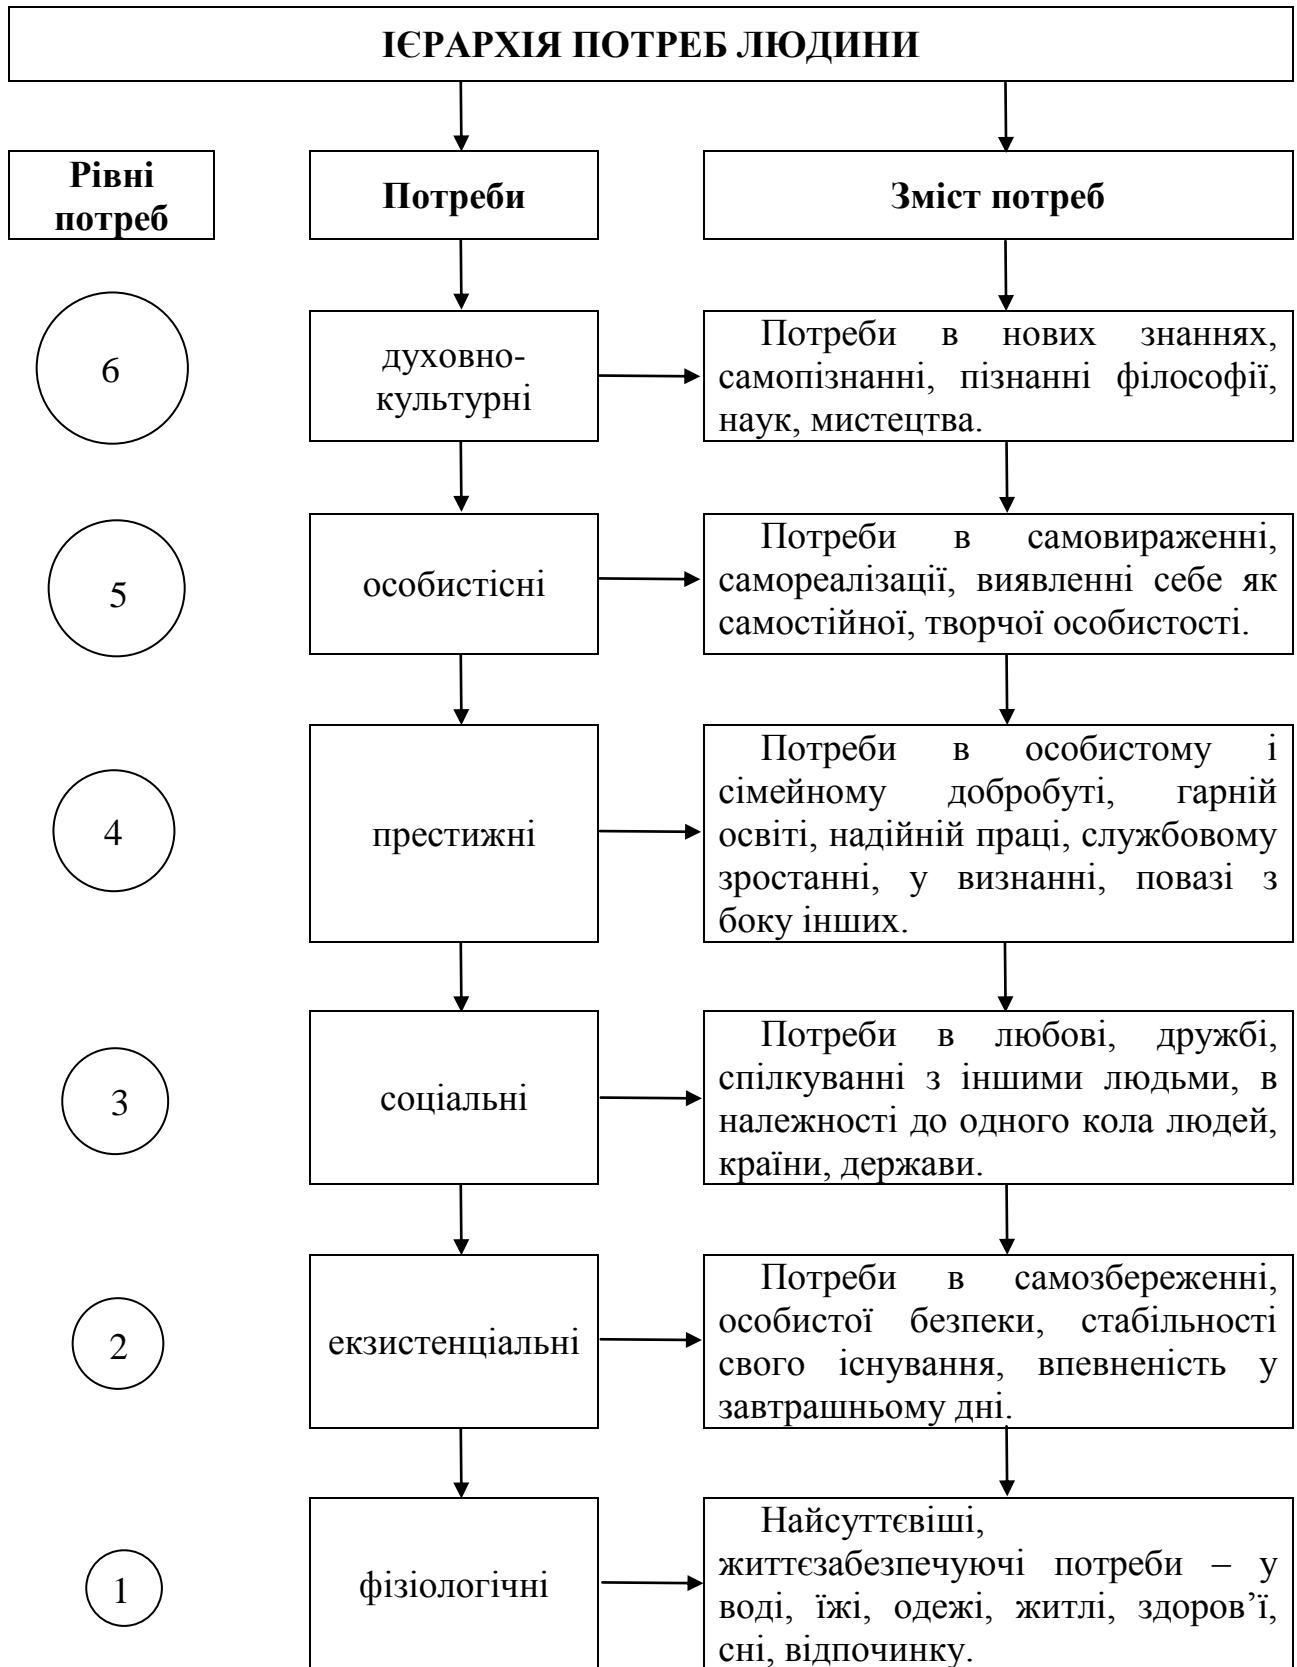 ІЄРАРХІЯ ПОТРЕБ ЛЮДИНИ
Рівні
потреб
Потреби
Зміст потреб
6
духовно-
культурні
Потреби в нових знаннях,
самопізнанні, пізнанні філософії,
наук, мистецтва.
5
особистісні
Потреби в самовираженні,
самореалізації, виявленні себе як
самостійної, творчої особистості.
4
престижні
Потреби в особистому і
сімейному добробуті, гарній
освіті, надійній праці, службовому
зростанні, у визнанні, повазі з
боку інших.
3
соціальні
Потреби в любові, дружбі,
спілкуванні з іншими людьми, в
належності до одного кола людей,
країни, держави.
2
екзистенціальні
Потреби в самозбереженні,
особистої безпеки, стабільності
свого існування, впевненість у
завтрашньому дні.
1
фізіологічні
Найсуттєвіші,
життєзабезпечуючі потреби – у
воді, їжі, одежі, житлі, здоров’ї,
сні, відпочинку.